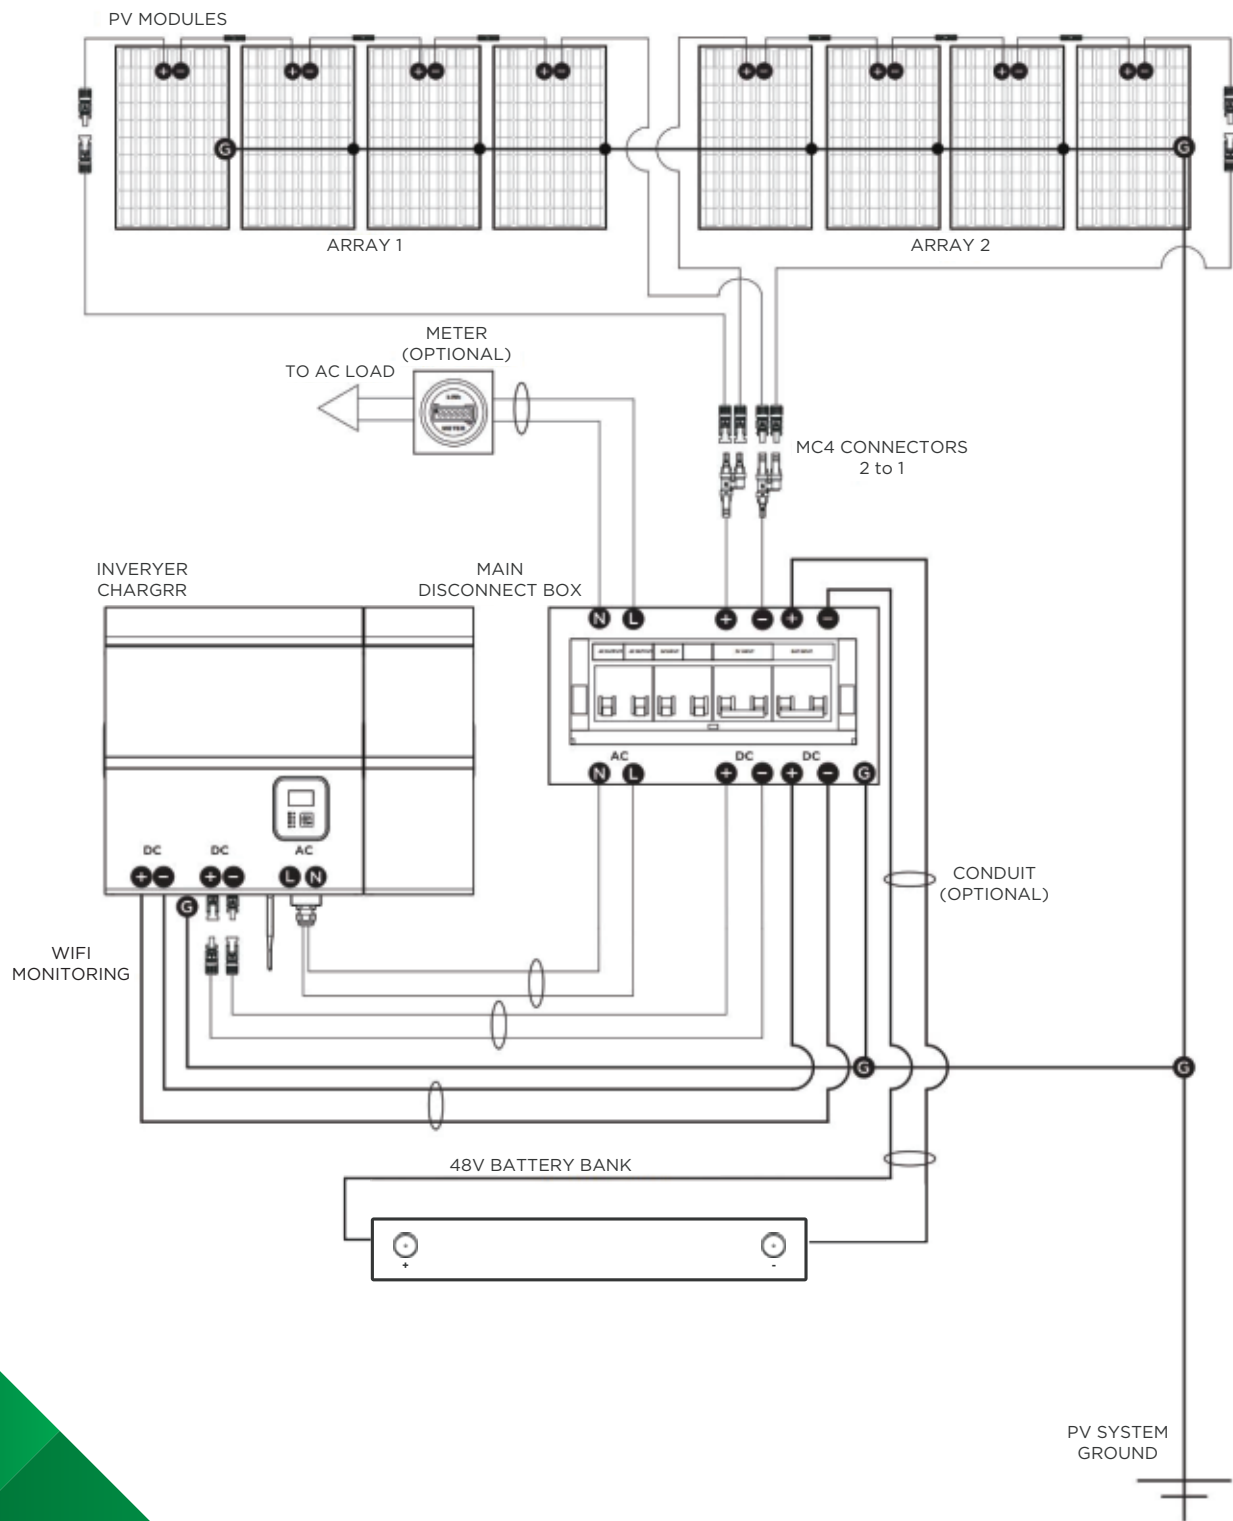 PV MODULES
+ − + − + − + − + − + − + − + −
G G
ARRAY 1 ARRAY 2
METER
(OPTIONAL)
TO AC LOAD
METER
MC4 CONNECTORS
2 to 1
INVERYER
CHARGRR
MAIN
DISCONNECT BOX
N L + − + −
AC DC DC
N L + − + − G
DC DC AC
+ − + − L N
G
CONDUIT
(OPTIONAL)
WIFI
MONITORING
G G
48V BATTERY BANK
+ -
PV SYSTEM
GROUND